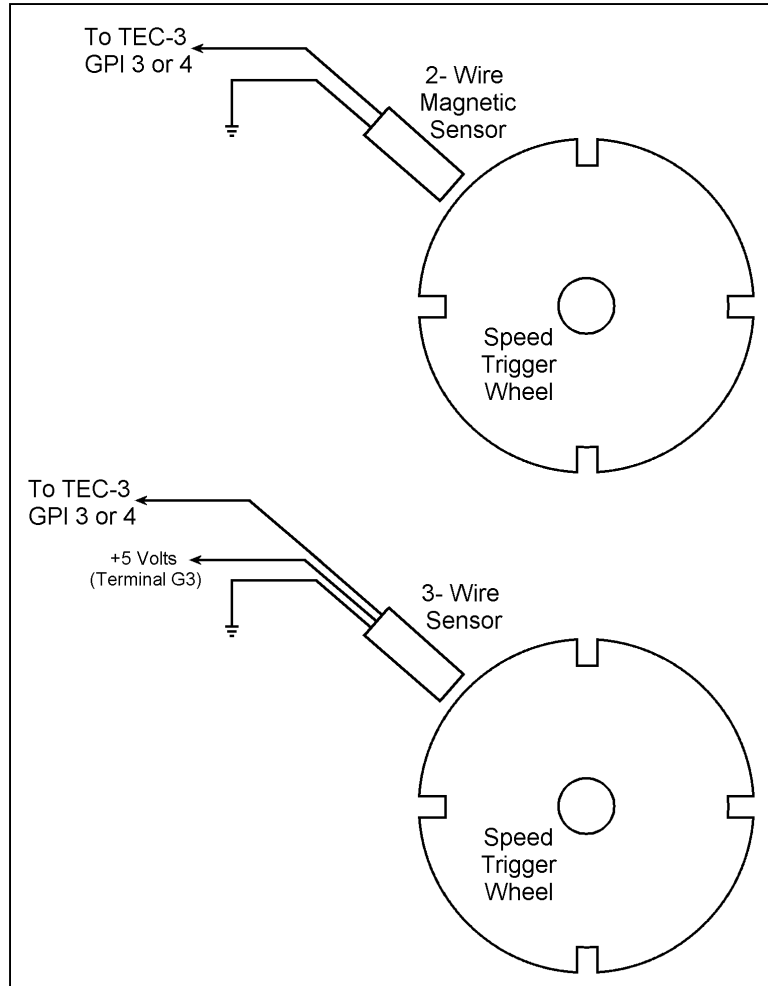 To TEC-3
GPI 3 or 4
2- Wire
Magnetic
Sensor
Speed
Trigger
Wheel
To TEC-3
GPI 3 or 4
+5 Volts
(Terminal G3)
3- Wire
Sensor
Speed
Trigger
Wheel